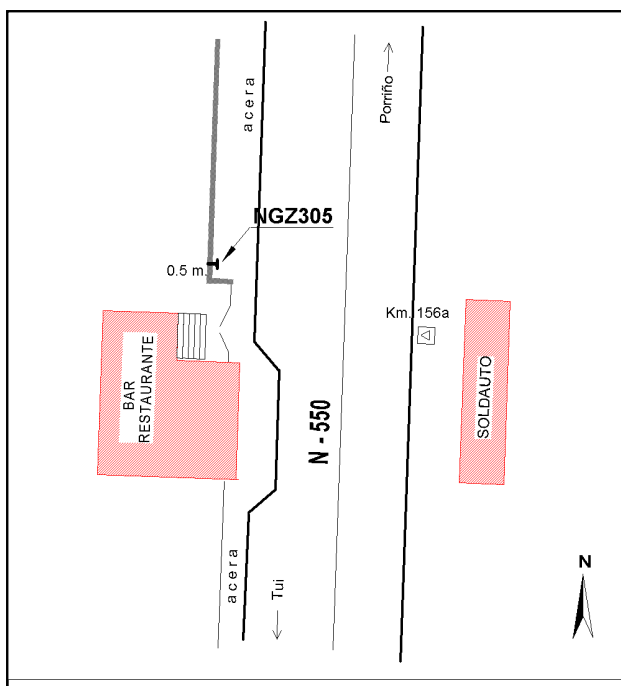 acera
Porriño
NGZ305
0.5 m.
Km. 156a
BAR
RESTAURANTE
N - 550
SOLDAUTO
acera
Tui
N